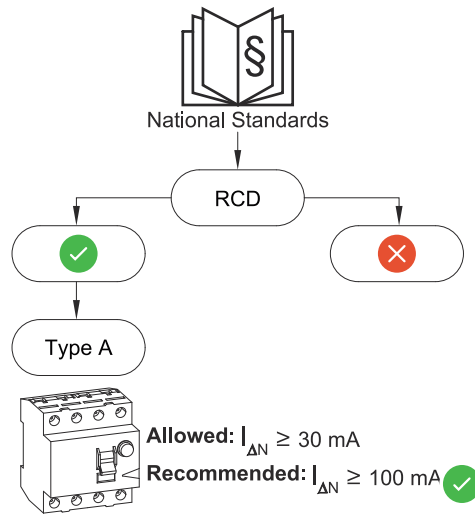 §
National Standards
RCD
Type A
Allowed: IΔN ≥ 30 mA
Recommended: IΔN ≥ 100 mA